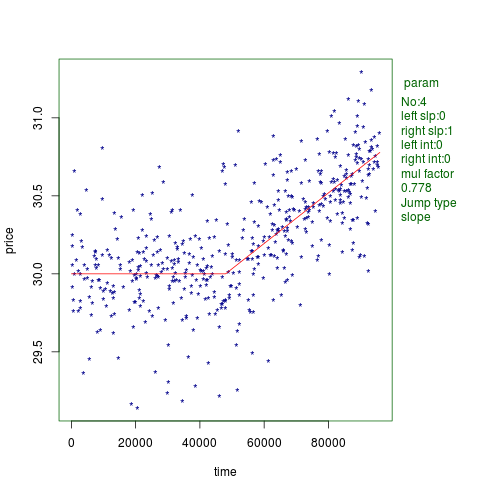 param
No:4
left slp:0
right slp:1
left int:0
right int:0
mul factor
0.778
Jump type
slope
31.0
30.5
30.0
29.5
price
0 20000 40000 60000 80000
time